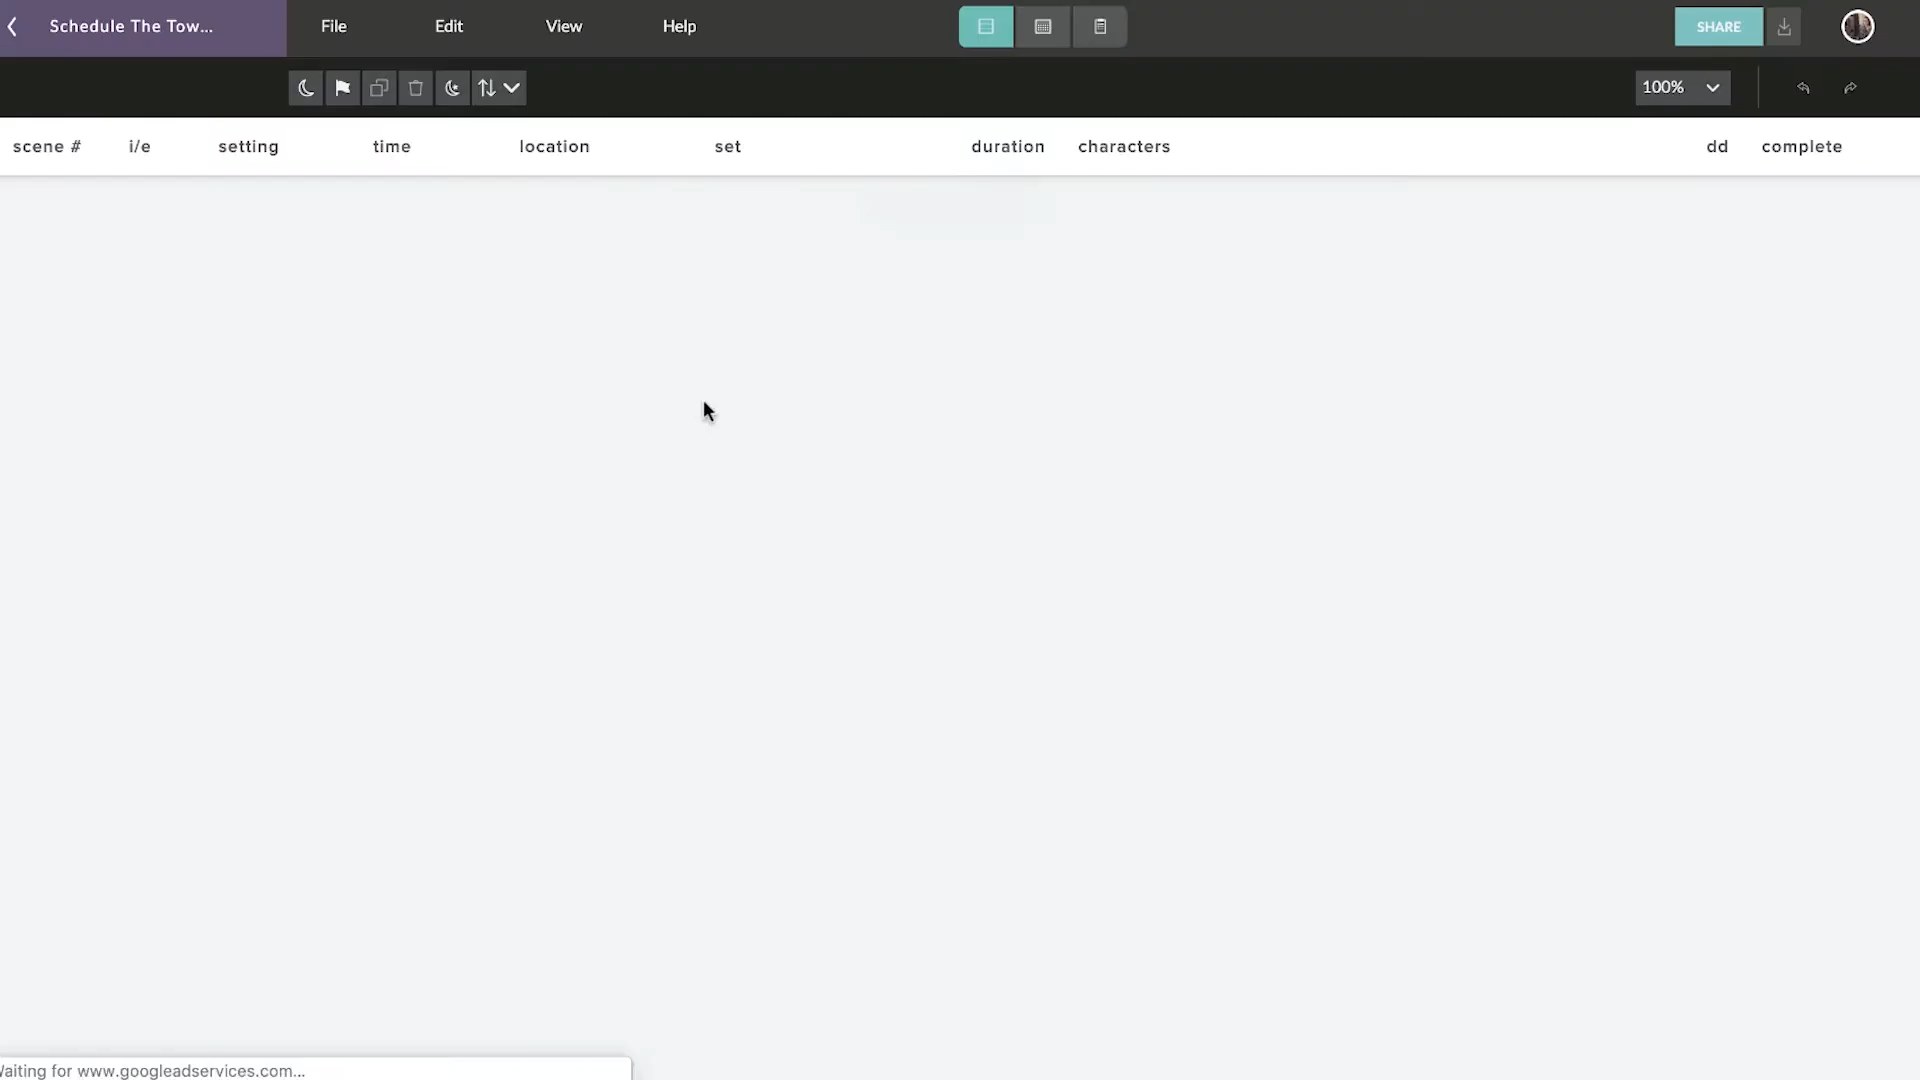 Schedule The Tow... File Edit View Help SHARE
100%
scene # i/e setting time location set duration characters dd complete
aiting for www.googleadservices.com...